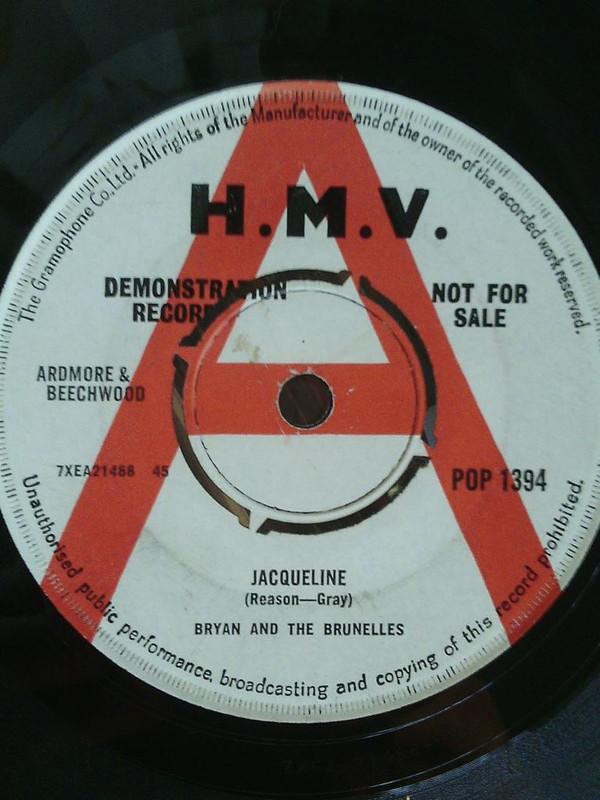 The Gramophone Co.Ltd.-All rights of the Manufacturer and of the owner of the recorded work reserved.
H.M.V.
DEMONSTRATION
RECORD
NOT FOR
SALE
ARDMORE &
BEECHWOOD
7XEA21468 45
POP 1394
JACQUELINE
(Reason—Gray)
BRYAN AND THE BRUNELLES
Unauthorised public performance, broadcasting and copying of this record prohibited.